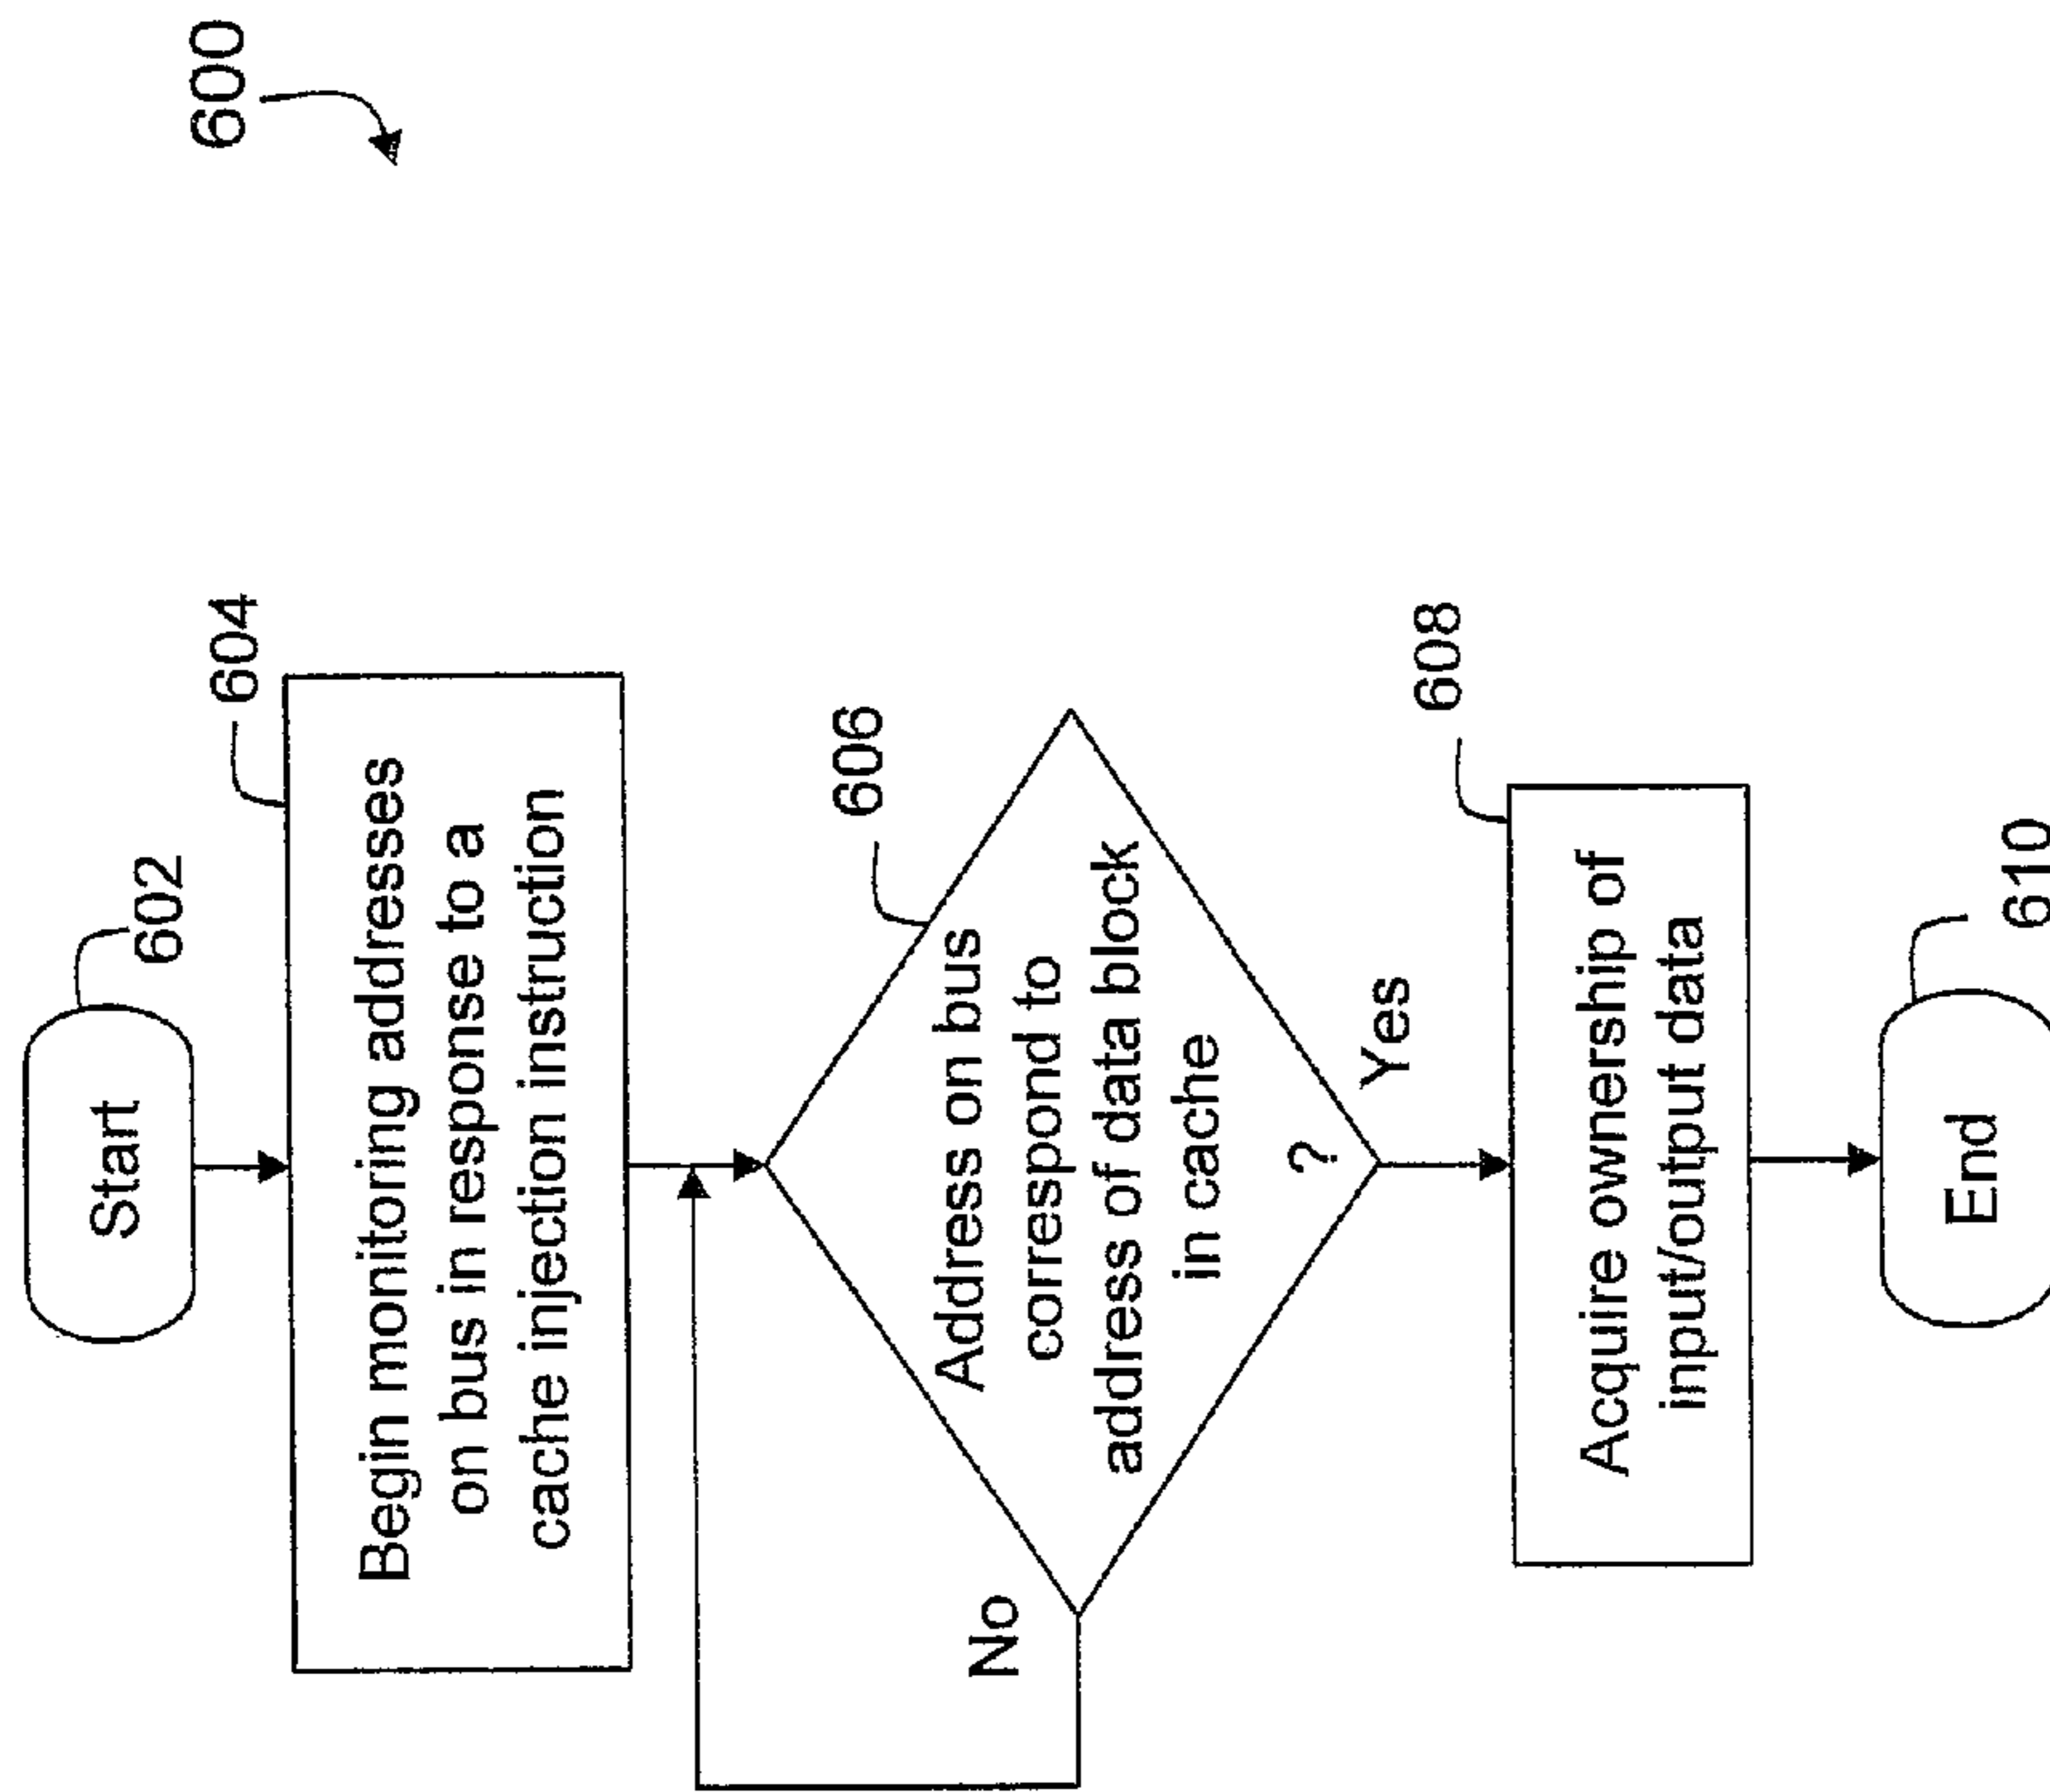 600
602
Start
604
Begin monitoring addresses
on bus in response to a
cache injection instruction
606
Address on bus
correspond to
address of data block
in cache
?
No
Yes
608
Acquire ownership of
input/output data
610
End